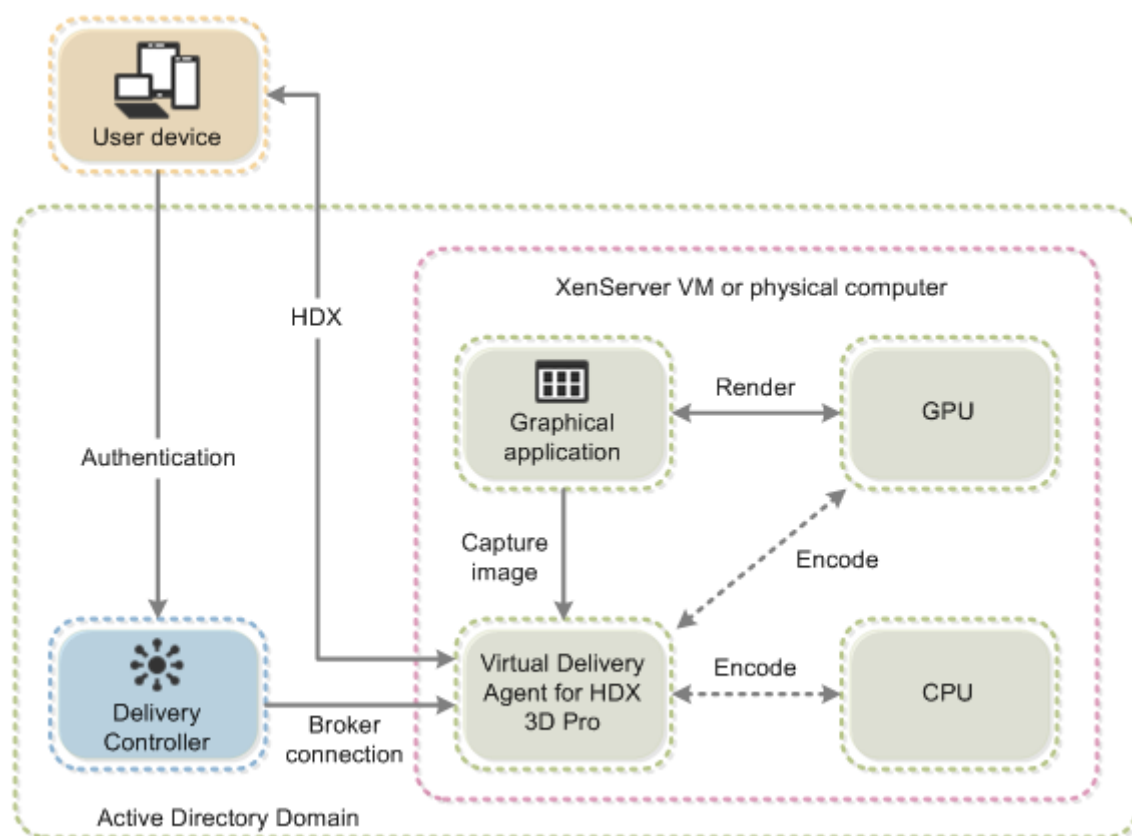 User device
XenServer VM or physical computer
HDX
Graphical
application
Render
GPU
Authentication
Capture
image
Encode
Delivery
Controller
Broker
connection
Virtual Delivery
Agent for HDX
3D Pro
Encode
CPU
Active Directory Domain